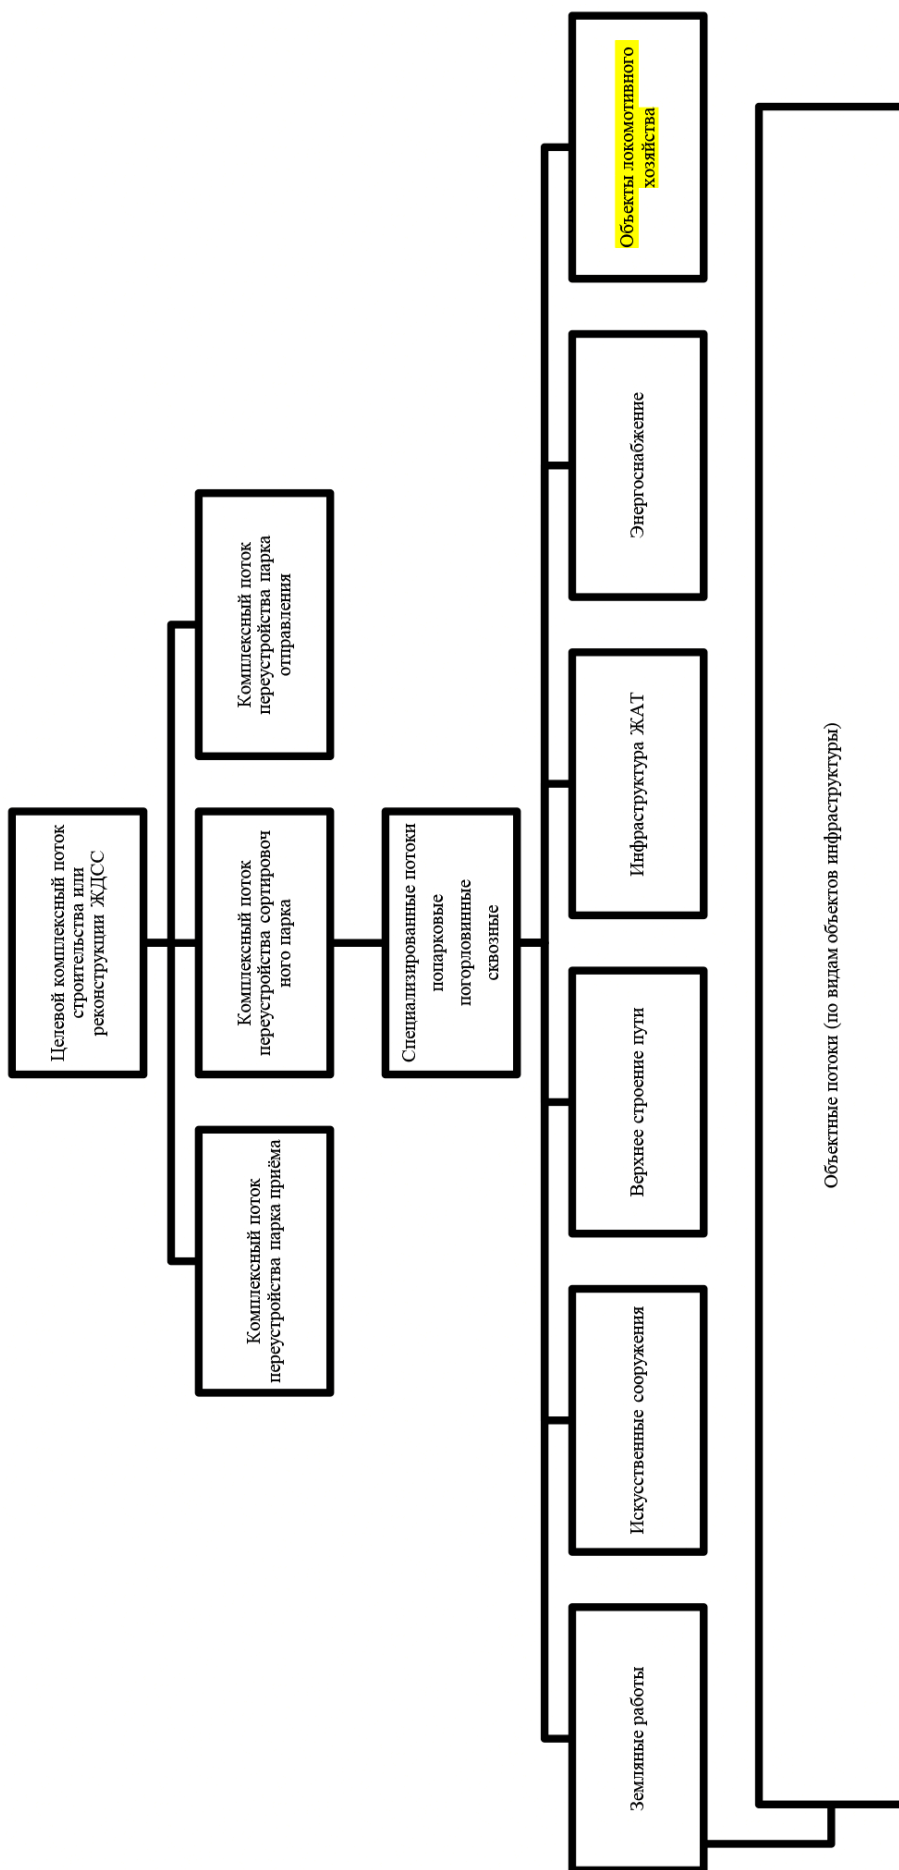 Целевой комплексный поток
строительства или
реконструкции ЖДСС
Комплексный поток
переустройства парка приёма
Комплексный поток
переустройства сортировоч
ного парка
Комплексный поток
переустройства парка
отправления
Специализированные потоки
попарковые
погорловинные
сквозные
Земляные работы
Искусственные сооружения
Верхнее строение пути
Инфраструктура ЖАТ
Энергоснабжение
Объекты локомотивного
хозяйства
Объектные потоки (по видам объектов инфраструктуры)